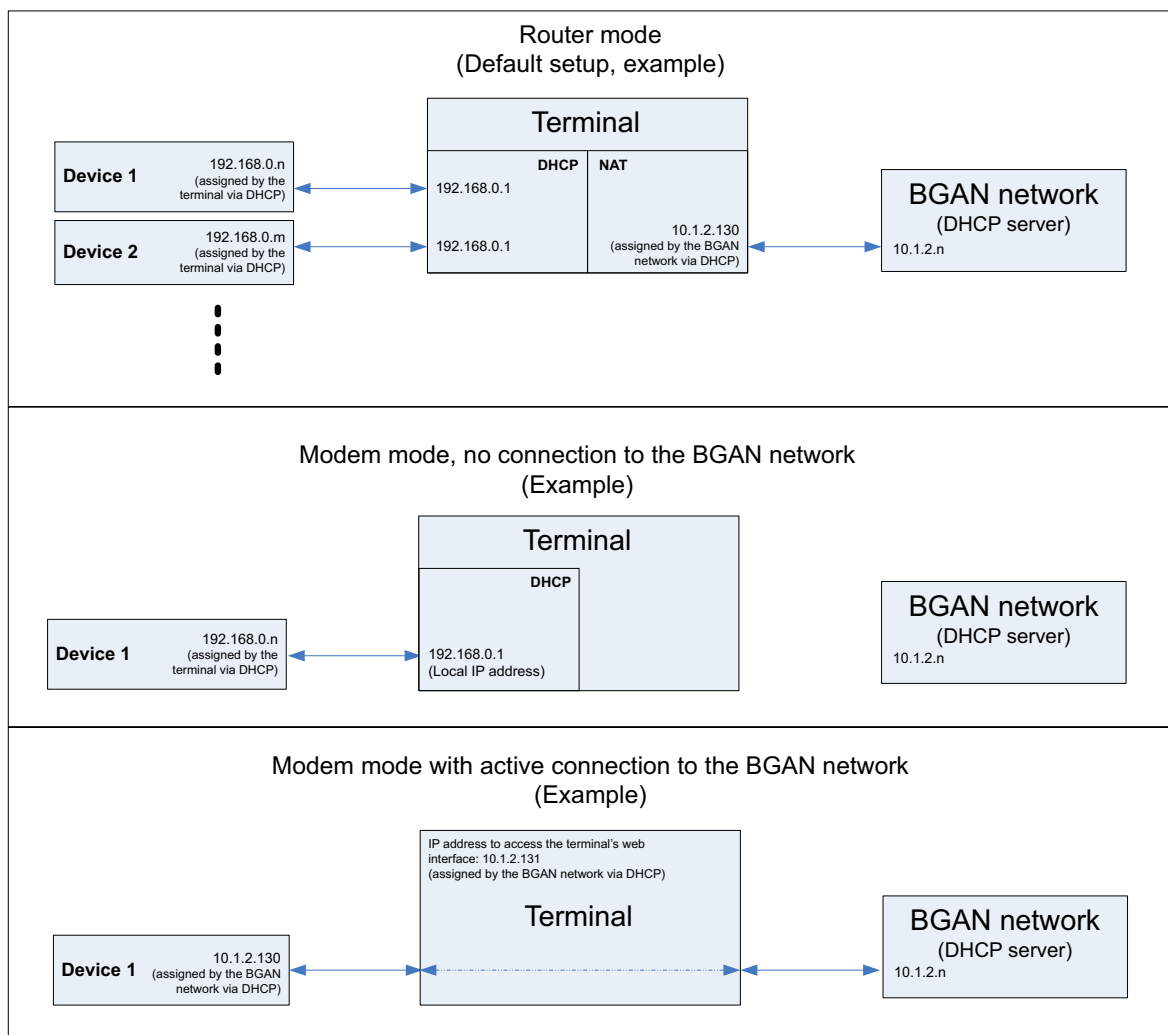 Router mode
(Default setup, example)
Terminal
Device 1
192.168.0.n
(assigned by the
terminal via DHCP)
DHCP
192.168.0.1
NAT
Device 2
192.168.0.m
(assigned by the
terminal via DHCP)
192.168.0.1
10.1.2.130
(assigned by the BGAN
network via DHCP)
BGAN network
(DHCP server)
10.1.2.n
Modem mode, no connection to the BGAN network
(Example)
Terminal
DHCP
Device 1
192.168.0.n
(assigned by the
terminal via DHCP)
192.168.0.1
(Local IP address)
BGAN network
(DHCP server)
10.1.2.n
Modem mode with active connection to the BGAN network
(Example)
IP address to access the terminal's web
interface: 10.1.2.131
(assigned by the BGAN network via DHCP)
Terminal
Device 1
10.1.2.130
(assigned by the BGAN
network via DHCP)
BGAN network
(DHCP server)
10.1.2.n